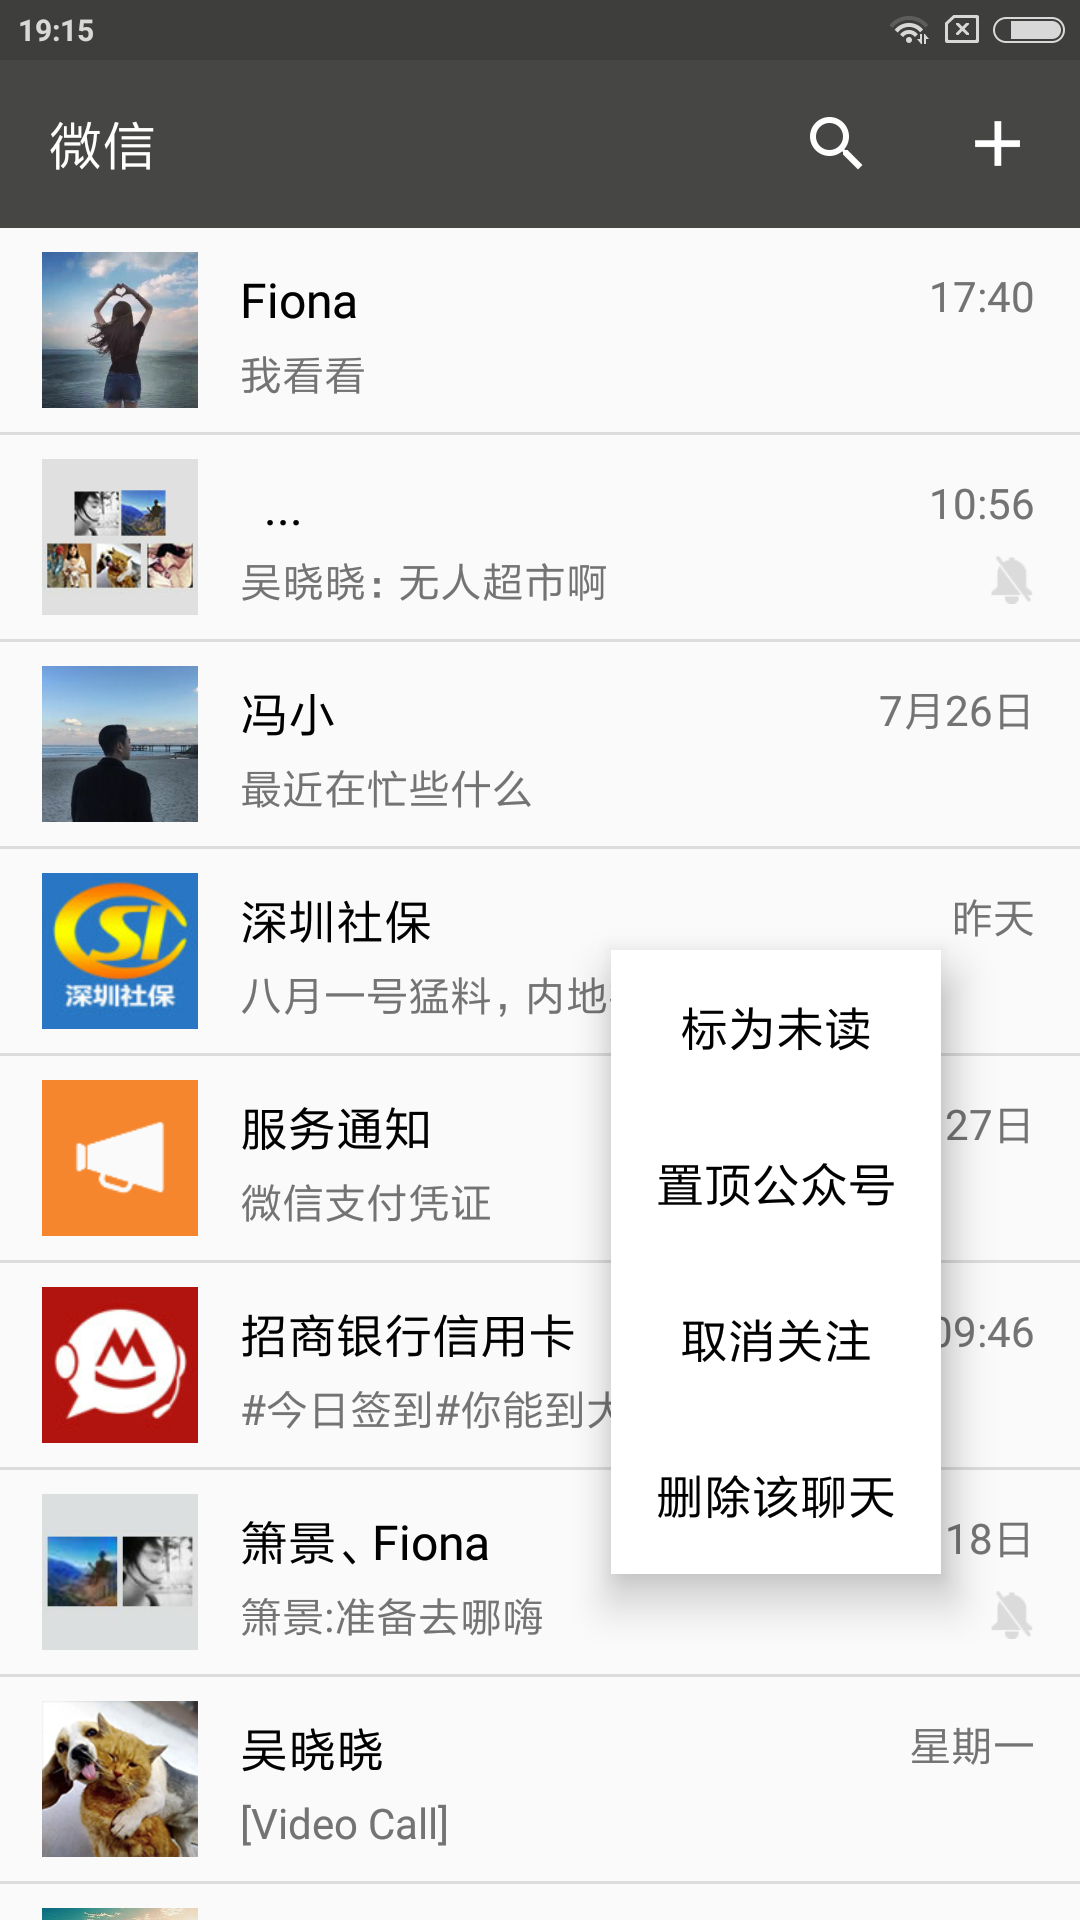 19:15
微信
Fiona
17:40
我看看
...
10:56
吴晓晓：无人超市啊
冯小
7月26日
最近在忙些什么
深圳社保
深圳社保
昨天
八月一号猛料，内地
标为未读
服务通知
27日
微信支付凭证
置顶公众号
招商银行信用卡
09:46
#今日签到#你能到大
取消关注
删除该聊天
箫景、Fiona
18日
箫景:准备去哪嗨
吴晓晓
星期一
[Video Call]